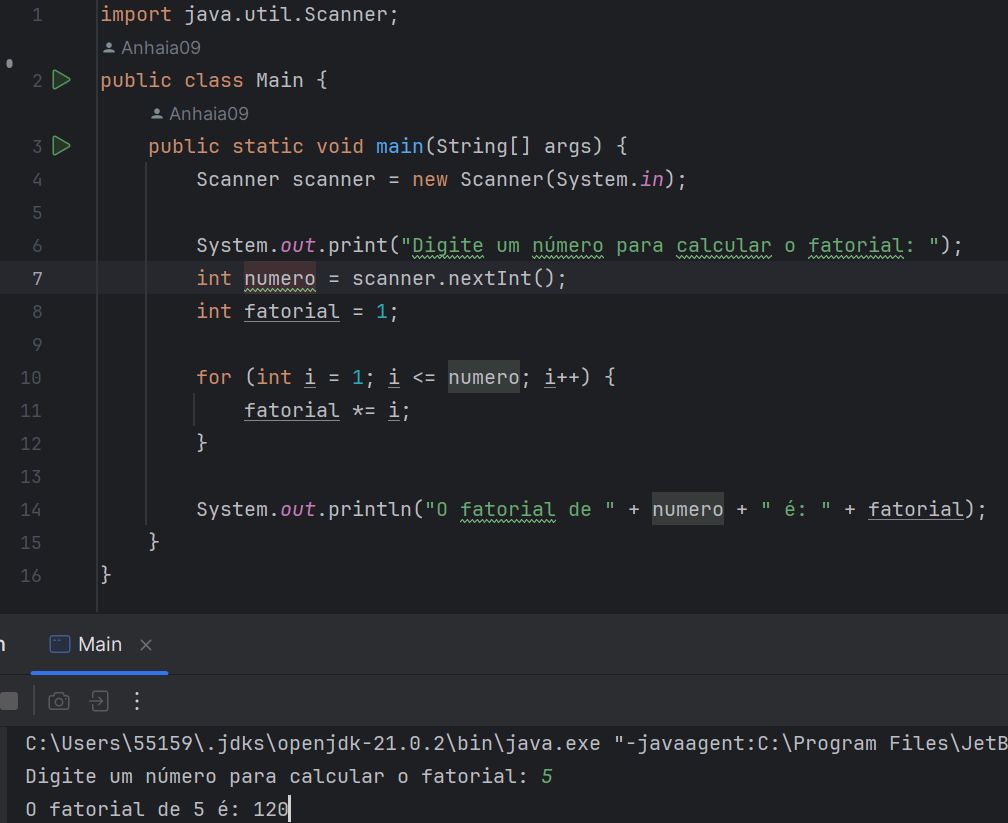 1 import java.util.Scanner;
Anhaia09
2 public class Main {
Anhaia09
3 public static void main(String[] args) {
4 Scanner scanner = new Scanner(System.in);
5
6 System.out.print("Digite um número para calcular o fatorial: ");
7 int numero = scanner.nextInt();
8 int fatorial = 1;
9
10 for (int i = 1; i <= numero; i++) {
11 fatorial *= i;
12 }
13
14 System.out.println("O fatorial de " + numero + " é: " + fatorial);
15 }
16 }
Main
C:\Users\55159\.jdks\openjdk-21.0.2\bin\java.exe "-javaagent:C:\Program Files\JetB
Digite um número para calcular o fatorial: 5
O fatorial de 5 é: 120